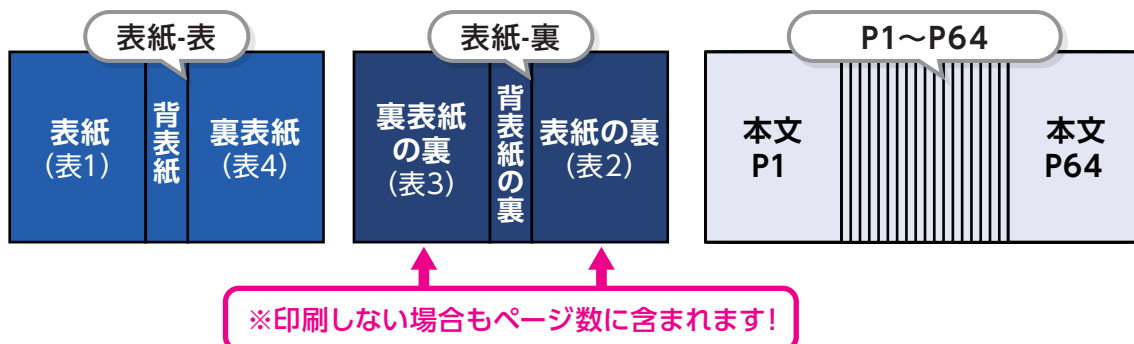 表紙-表
表紙
(表1)
背表紙
裏表紙
(表4)
表紙-裏
裏表紙
の裏
(表3)
背表紙の裏
表紙の裏
(表2)
P1～P64
本文
P1
本文
P64
※印刷しない場合もページ数に含まれます！